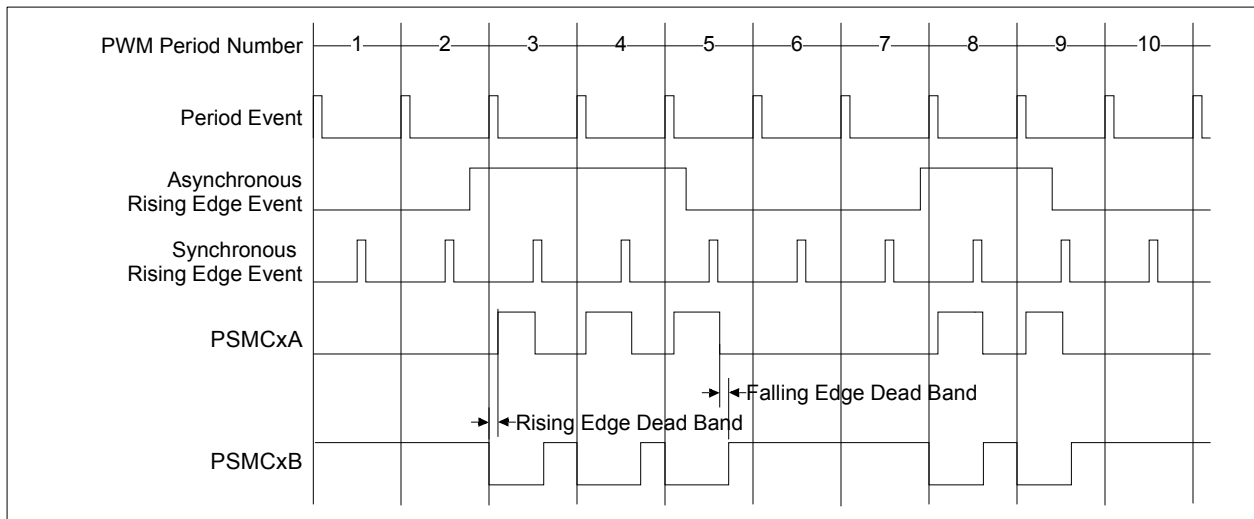 PWM Period Number 1 2 3 4 5 6 7 8 9 10
Period Event
Asynchronous
Rising Edge Event
Synchronous
Rising Edge Event
PSMCxA
Falling Edge Dead Band
Rising Edge Dead Band
PSMCxB